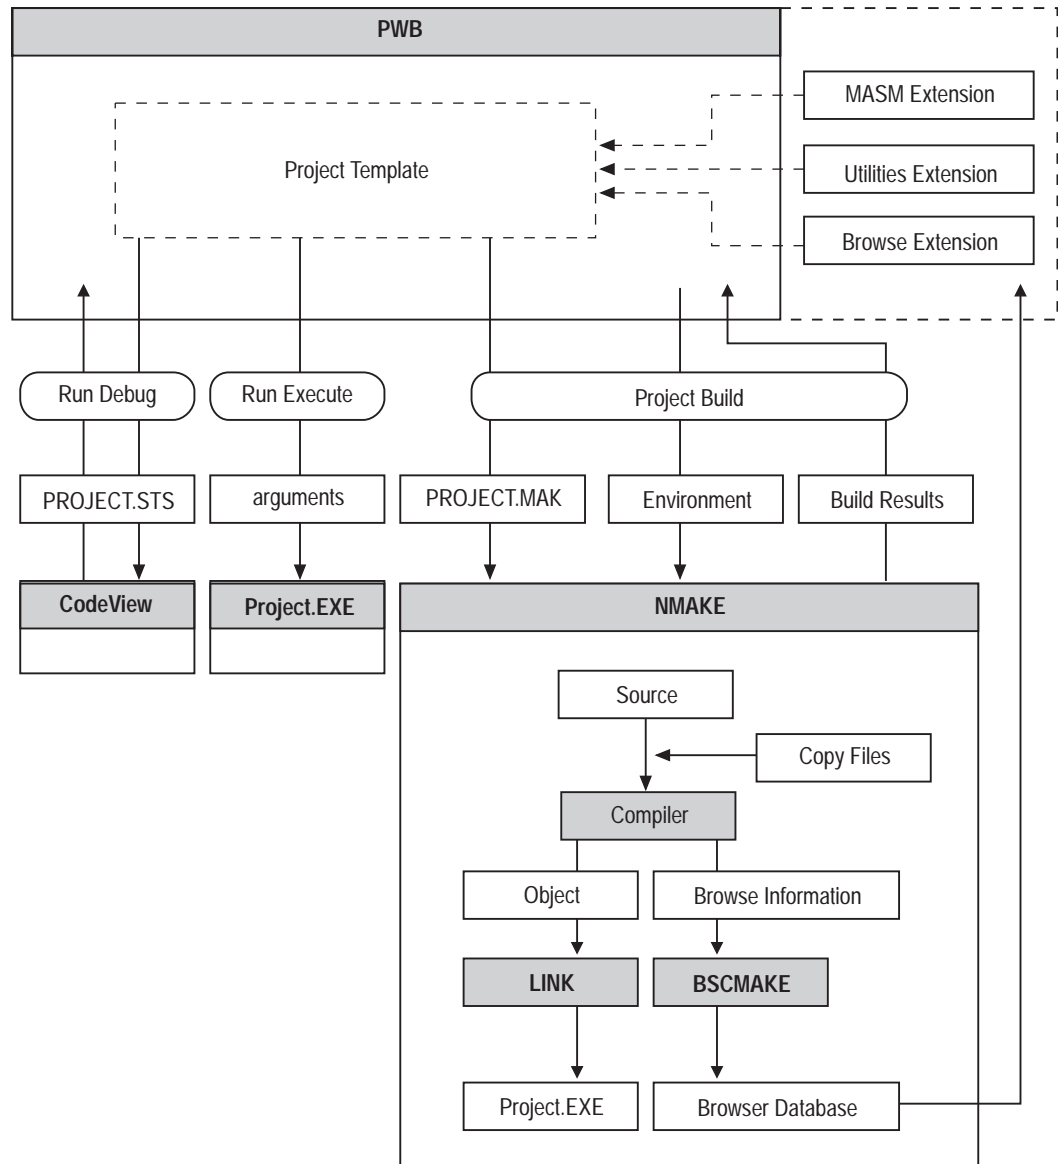 PWB
MASM Extension
Project Template
Utilities Extension
Browse Extension
Run Debug
Run Execute
Project Build
PROJECT.STS
arguments
PROJECT.MAK
Environment
Build Results
CodeView
Project.EXE
NMAKE
Source
Copy Files
Compiler
Object
Browse Information
LINK
BSCMAKE
Project.EXE
Browser Database